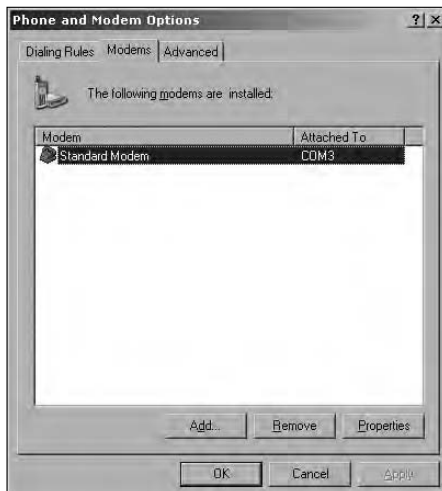 Phone and Modem Options
Dialing Rules Modems Advanced
The following modems are installed:
Modem Attached To
Standard Modem COM3
Add... Remove Properties
OK Cancel Apply